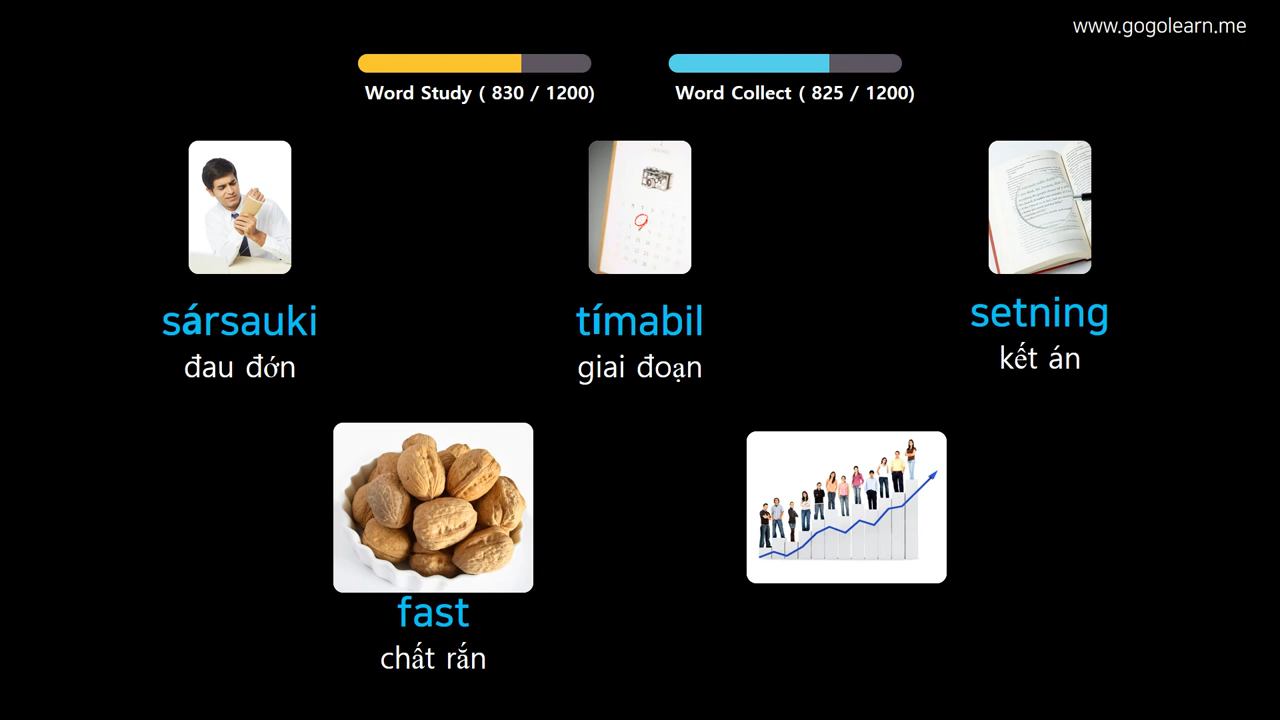 www.gogolearn.me
Word Study ( 830 / 1200)
Word Collect ( 825 / 1200)
sársauki
đau đớn
tímabil
giai đoạn
setning
kết án
fast
chất rắn